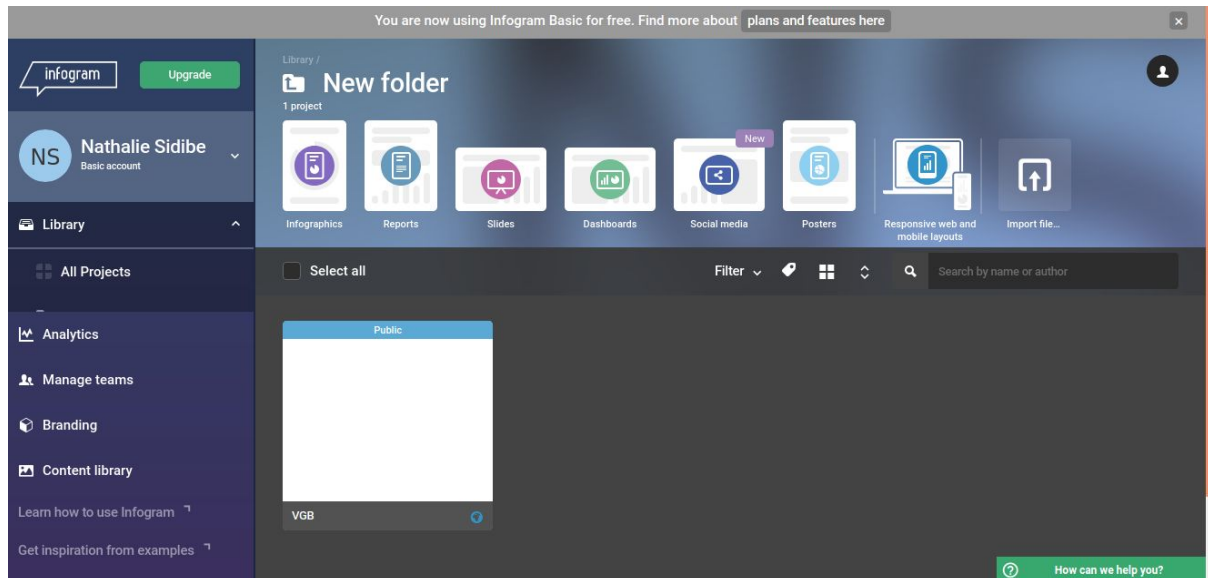 You are now using Infogram Basic for free. Find more about plans and features here
infogram
Upgrade
NS
Nathalie Sidibe
Basic account
Library
All Projects
Analytics
Manage teams
Branding
Content library
Learn how to use Infogram
Get inspiration from examples
Library /
New folder
1 project
New
Infographics
Reports
Slides
Dashboards
Social media
Posters
Responsive web and
mobile layouts
Import file...
Select all
Filter
Search by name or author
Public
VGB
How can we help you?